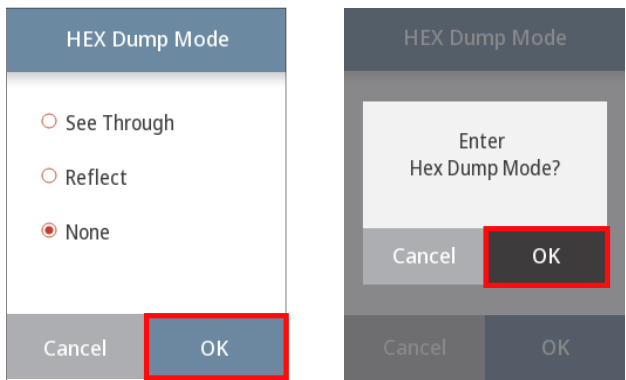 HEX Dump Mode
See Through
Reflect
None
Cancel
OK
HEX Dump Mode
Enter
Hex Dump Mode?
Cancel
OK
Cancel
OK